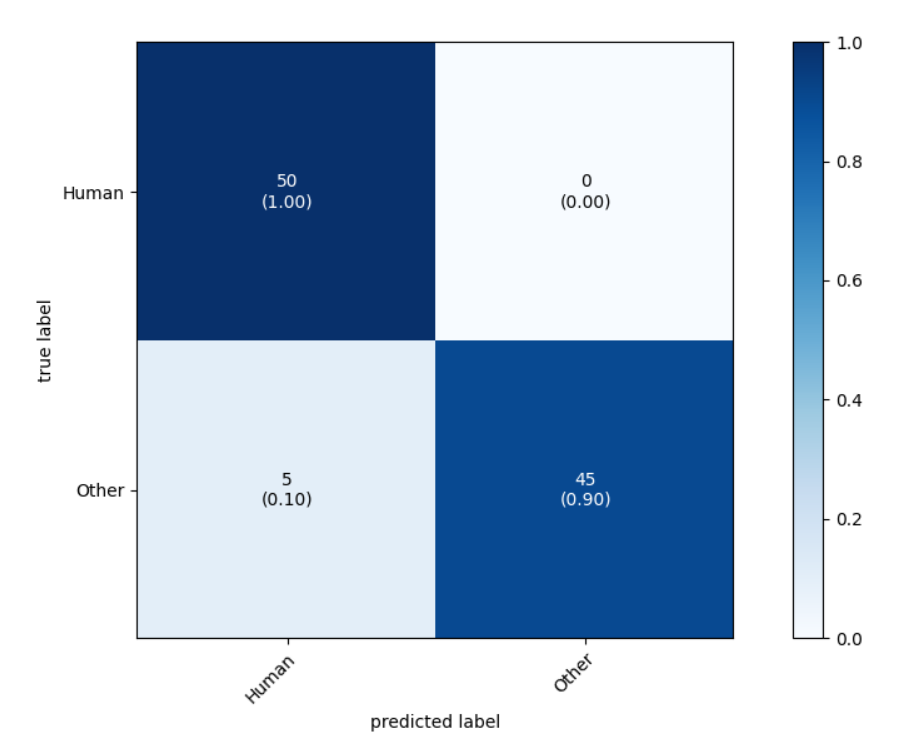 1.0
50
(1.00)
0
(0.00)
0.8
Human
0.6
true label
0.4
5
(0.10)
45
(0.90)
Other
0.2
0.0
Human
Other
predicted label